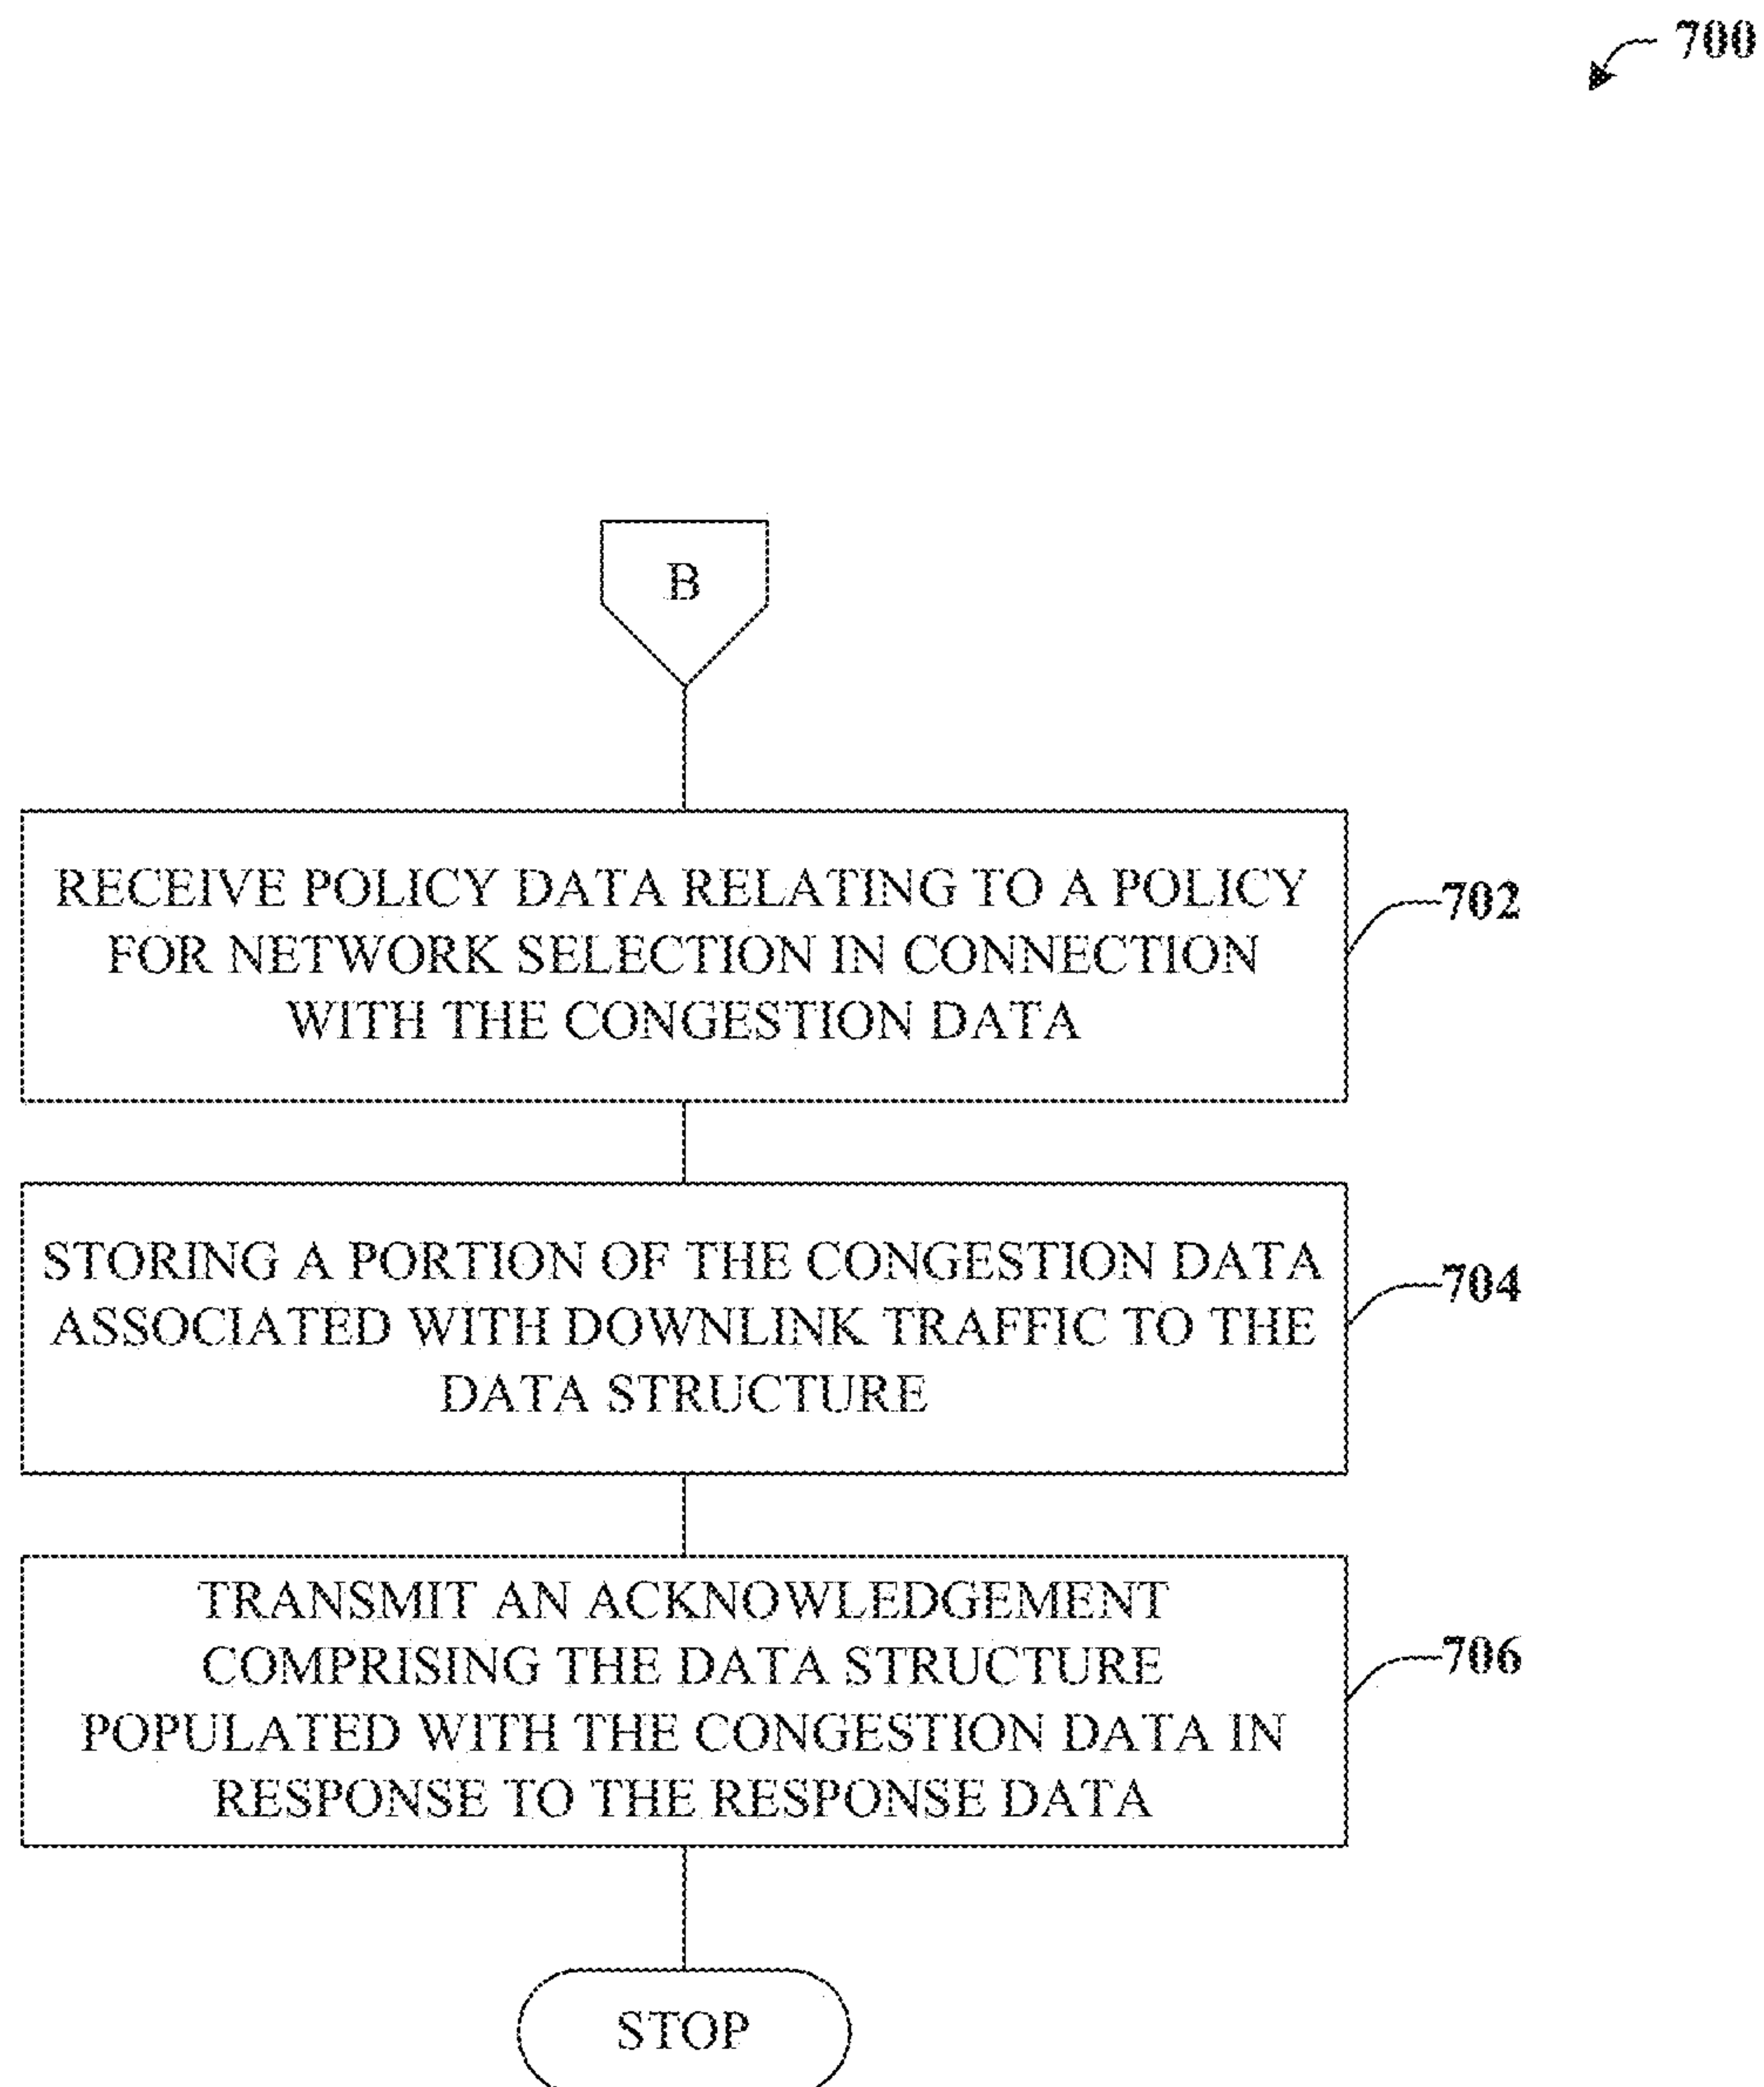 700
B
RECEIVE POLICY DATA RELATING TO A POLICY
FOR NETWORK SELECTION IN CONNECTION
WITH THE CONGESTION DATA
702
STORING A PORTION OF THE CONGESTION DATA
ASSOCIATED WITH DOWNLINK TRAFFIC TO THE
DATA STRUCTURE
704
TRANSMIT AN ACKNOWLEDGEMENT
COMPRISING THE DATA STRUCTURE
POPULATED WITH THE CONGESTION DATA IN
RESPONSE TO THE RESPONSE DATA
706
STOP